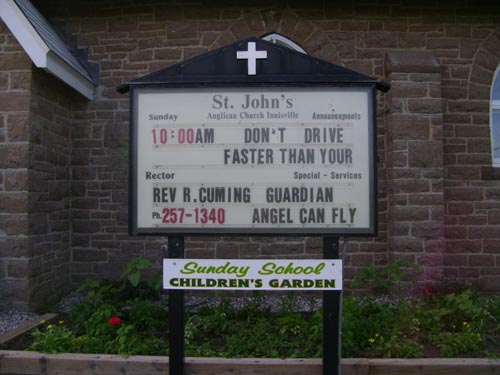 St. John's
Sunday Anglican Church Innisville Announcements
10:00AM DON'T DRIVE
FASTER THAN YOUR
Rector Special - Services
REV R.CUMING GUARDIAN
Ph. 257-1340 ANGEL CAN FLY
Sunday School
CHILDREN'S GARDEN